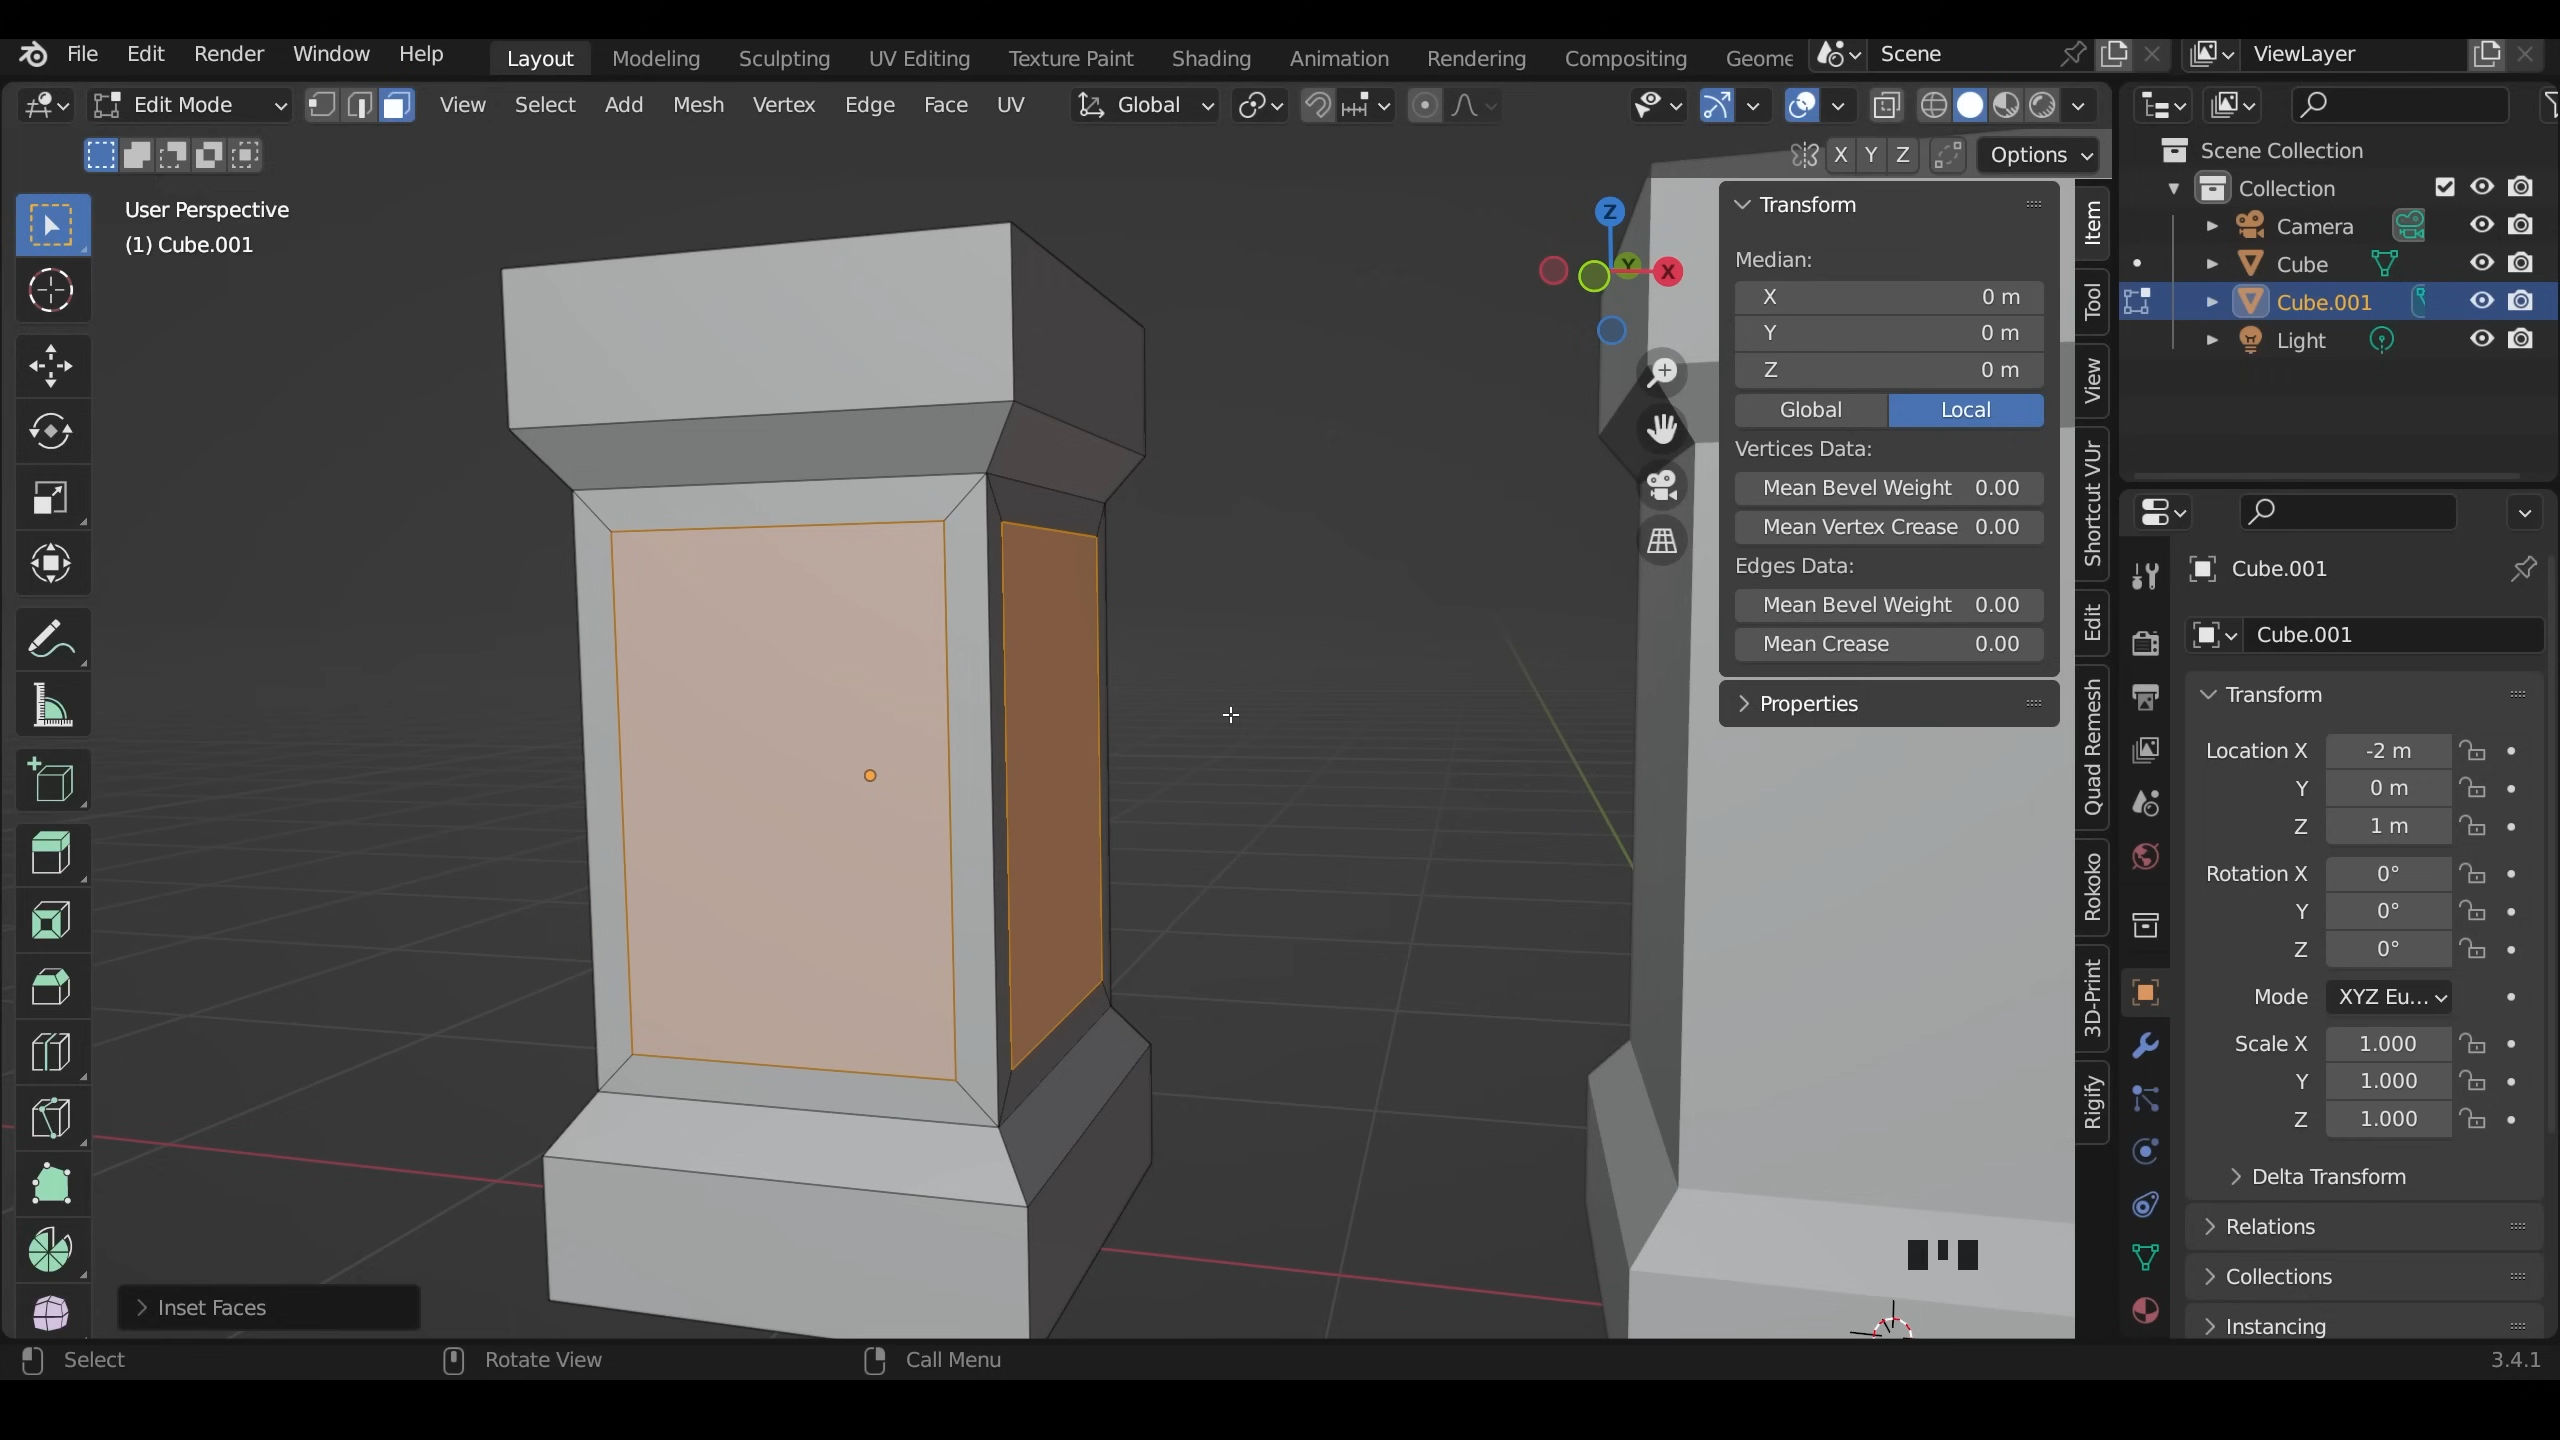 File Edit Render Window Help Layout Modeling Sculpting UV Editing Texture Paint Shading Animation Rendering Compositing Geome Scene ViewLayer
Edit Mode View Select Add Mesh Vertex Edge Face UV Global
X Y Z Options
User Perspective
(1) Cube.001
Z
Y
X
Transform
Median:
X 0 m
Y 0 m
Z 0 m
Global Local
Vertices Data:
Mean Bevel Weight 0.00
Mean Vertex Crease 0.00
Edges Data:
Mean Bevel Weight 0.00
Mean Crease 0.00
Properties
Item
Tool
View
Shortcut VUr
Edit
Quad Remesh
Rokoko
3D-Print
Rigify
Scene Collection
Collection
Camera
Cube
Cube.001
Light
Cube.001
Cube.001
Transform
Location X -2 m
Y 0 m
Z 1 m
Rotation X 0°
Y 0°
Z 0°
Mode XYZ Eu...
Scale X 1.000
Y 1.000
Z 1.000
Delta Transform
Relations
Collections
Instancing
Inset Faces
Select Rotate View Call Menu 3.4.1